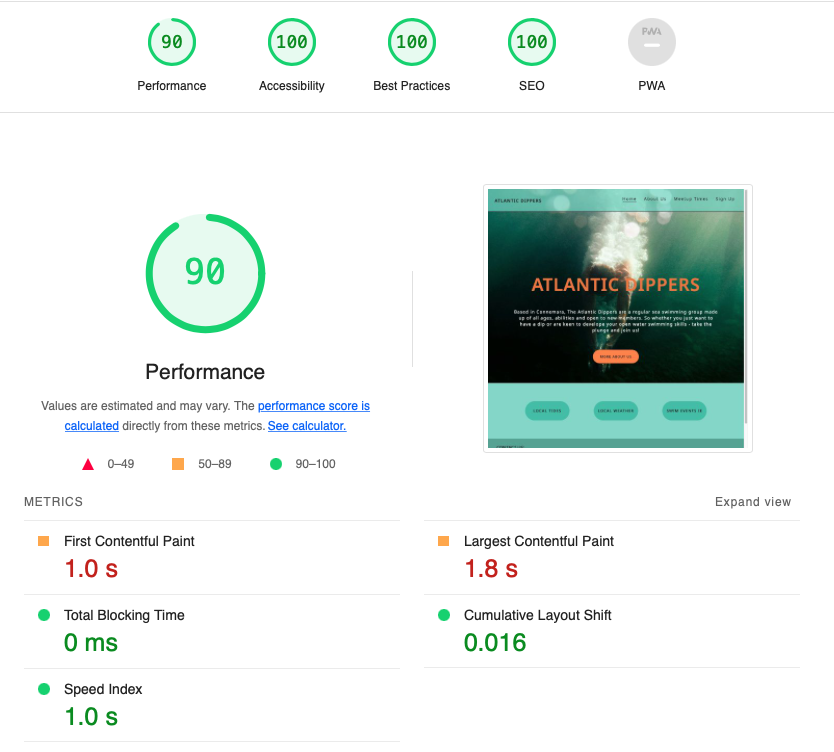 90
100
100
100
PWA
Performance
Accessibility
Best Practices
SEO
PWA
90
Performance
Values are estimated and may vary. The performance score is
calculated directly from these metrics. See calculator.
0–49
50–89
90–100
ATLANTIC DIPPERS
Home About Us Meetup Times Sign Up
ATLANTIC DIPPERS
Based in Connemara, The Atlantic Dippers are a regular sea swimming group made
up of all ages, abilities and open to new members. So whether you just want to
have a dip or are keen to develope your open water swimming skills - take the
plunge and join us!
MORE ABOUT US
LOCAL TIDES
LOCAL WEATHER
SWIM EVENTS IE
CONTACT US
METRICS
Expand view
First Contentful Paint
1.0 s
Largest Contentful Paint
1.8 s
Total Blocking Time
0 ms
Cumulative Layout Shift
0.016
Speed Index
1.0 s